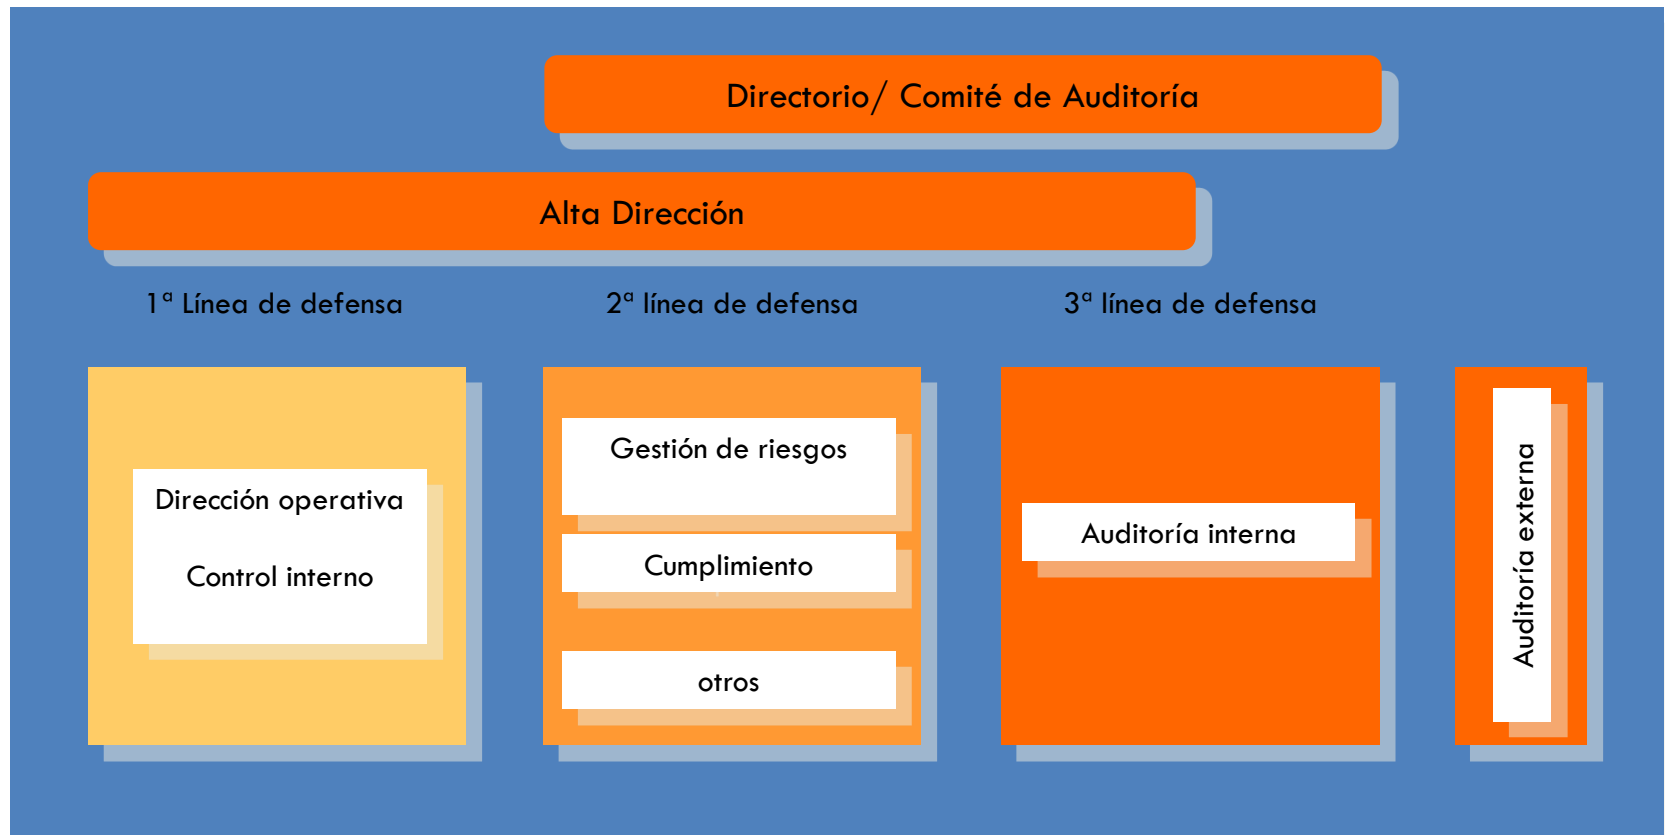 Directorio/ Comité de Auditoría
Alta Dirección
1ª Línea de defensa
2ª línea de defensa
3ª línea de defensa
Dirección operativa
Control interno
Gestión de riesgos
Cumplimiento
otros
Auditoría interna
Auditoría externa